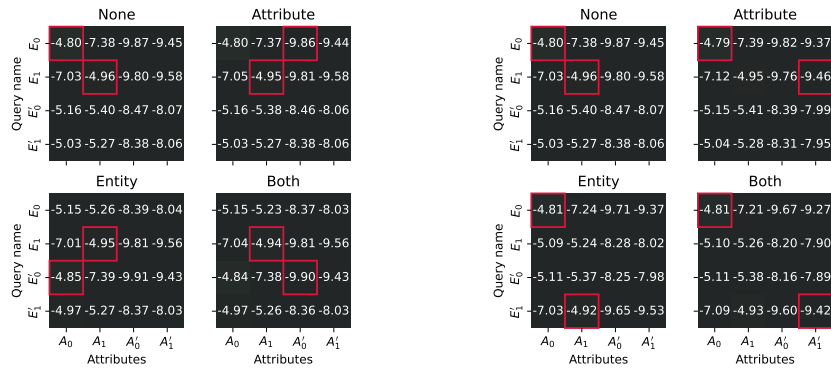 None Attribute None Attribute
E₀ -4.80 -7.38 -9.87 -9.45 -4.80 -7.37 -9.86 -9.44 E₀ -4.80 -7.38 -9.87 -9.45 -4.79 -7.39 -9.82 -9.37
E₁ -7.03 -4.96 -9.80 -9.58 -7.05 -4.95 -9.81 -9.58 E₁ -7.03 -4.96 -9.80 -9.58 -7.12 -4.95 -9.76 -9.46
E′₀ -5.16 -5.40 -8.47 -8.07 -5.16 -5.38 -8.46 -8.06 E′₀ -5.16 -5.40 -8.47 -8.07 -5.15 -5.41 -8.39 -7.99
E′₁ -5.03 -5.27 -8.38 -8.06 -5.03 -5.27 -8.38 -8.06 E′₁ -5.03 -5.27 -8.38 -8.06 -5.04 -5.28 -8.31 -7.95
Query name Query name
Entity Both Entity Both
E₀ -5.15 -5.26 -8.39 -8.04 -5.15 -5.23 -8.37 -8.03 E₀ -4.81 -7.24 -9.71 -9.37 -4.81 -7.21 -9.67 -9.27
E₁ -7.01 -4.95 -9.81 -9.56 -7.04 -4.94 -9.81 -9.56 E₁ -5.09 -5.24 -8.28 -8.02 -5.10 -5.26 -8.20 -7.90
E′₀ -4.85 -7.39 -9.91 -9.43 -4.84 -7.38 -9.90 -9.43 E′₀ -5.11 -5.37 -8.25 -7.98 -5.11 -5.38 -8.16 -7.89
E′₁ -4.97 -5.27 -8.37 -8.03 -4.97 -5.26 -8.36 -8.03 E′₁ -7.03 -4.92 -9.65 -9.53 -7.09 -4.93 -9.60 -9.42
Query name Query name
A₀ A₁ A′₀ A′₁ A₀ A₁ A′₀ A′₁ A₀ A₁ A′₀ A′₁ A₀ A₁ A′₀ A′₁
Attributes Attributes Attributes Attributes